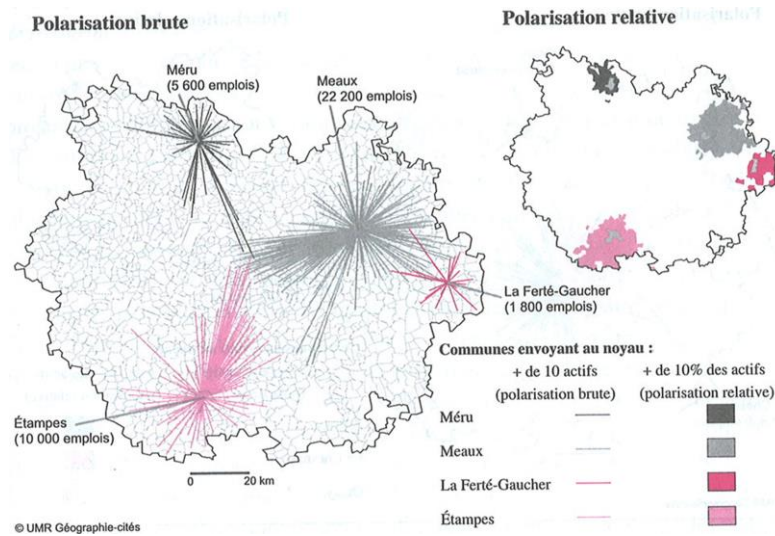 Polarisation brute
Polarisation relative
Méru
(5 600 emplois)
Meaux
(22 200 emplois)
La Ferté-Gaucher
(1 800 emplois)
Étampes
(10 000 emplois)
0 20 km
Communes envoyant au noyau :
+ de 10 actifs + de 10% des actifs
(polarisation brute) (polarisation relative)
Méru
Meaux
La Ferté-Gaucher
Étampes
© UMR Géographie-cités